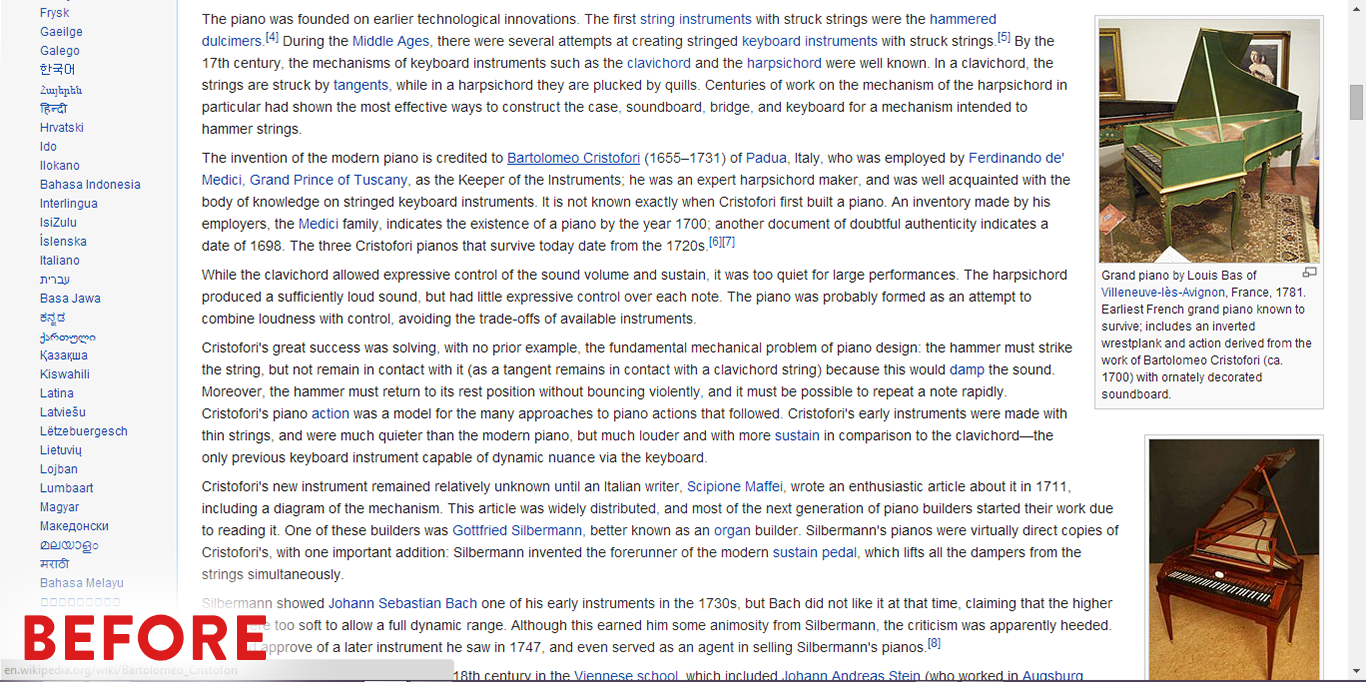 Frysk
Gaeilge
Galego
한국어
Հայերեն
हिन्दी
Hrvatski
Ido
Ilokano
Bahasa Indonesia
Interlingua
IsiZulu
Íslenska
Italiano
עברית
Basa Jawa
ಕನ್ನಡ
ქართული
Қазақша
Kiswahili
Latina
Latviešu
Lëtzebuergesch
Lietuvių
Lojban
Lumbaart
Magyar
Македонски
മലയാളം
मराठी
Bahasa Melayu
The piano was founded on earlier technological innovations. The first string instruments with struck strings were the hammered
dulcimers.[4] During the Middle Ages, there were several attempts at creating stringed keyboard instruments with struck strings.[5] By the
17th century, the mechanisms of keyboard instruments such as the clavichord and the harpsichord were well known. In a clavichord, the
strings are struck by tangents, while in a harpsichord they are plucked by quills. Centuries of work on the mechanism of the harpsichord in
particular had shown the most effective ways to construct the case, soundboard, bridge, and keyboard for a mechanism intended to
hammer strings.
The invention of the modern piano is credited to Bartolomeo Cristofori (1655–1731) of Padua, Italy, who was employed by Ferdinando de'
Medici, Grand Prince of Tuscany, as the Keeper of the Instruments; he was an expert harpsichord maker, and was well acquainted with the
body of knowledge on stringed keyboard instruments. It is not known exactly when Cristofori first built a piano. An inventory made by his
employers, the Medici family, indicates the existence of a piano by the year 1700; another document of doubtful authenticity indicates a
date of 1698. The three Cristofori pianos that survive today date from the 1720s.[6][7]
While the clavichord allowed expressive control of the sound volume and sustain, it was too quiet for large performances. The harpsichord
produced a sufficiently loud sound, but had little expressive control over each note. The piano was probably formed as an attempt to
combine loudness with control, avoiding the trade-offs of available instruments.
Cristofori's great success was solving, with no prior example, the fundamental mechanical problem of piano design: the hammer must strike
the string, but not remain in contact with it (as a tangent remains in contact with a clavichord string) because this would damp the sound.
Moreover, the hammer must return to its rest position without bouncing violently, and it must be possible to repeat a note rapidly.
Cristofori's piano action was a model for the many approaches to piano actions that followed. Cristofori's early instruments were made with
thin strings, and were much quieter than the modern piano, but much louder and with more sustain in comparison to the clavichord—the
only previous keyboard instrument capable of dynamic nuance via the keyboard.
Cristofori's new instrument remained relatively unknown until an Italian writer, Scipione Maffei, wrote an enthusiastic article about it in 1711,
including a diagram of the mechanism. This article was widely distributed, and most of the next generation of piano builders started their work due
to reading it. One of these builders was Gottfried Silbermann, better known as an organ builder. Silbermann's pianos were virtually direct copies of
Cristofori's, with one important addition: Silbermann invented the forerunner of the modern sustain pedal, which lifts all the dampers from the
strings simultaneously.
Silbermann showed Johann Sebastian Bach one of his early instruments in the 1730s, but Bach did not like it at that time, claiming that the higher
too soft to allow a full dynamic range. Although this earned him some animosity from Silbermann, the criticism was apparently heeded.
approve of a later instrument he saw in 1747, and even served as an agent in selling Silbermann's pianos.[8]
18th century in the Viennese school, which included Johann Andreas Stein (who worked in Augsburg
Grand piano by Louis Bas of
Villeneuve-lès-Avignon, France, 1781.
Earliest French grand piano known to
survive; includes an inverted
wrestplank and action derived from the
work of Bartolomeo Cristofori (ca.
1700) with ornately decorated
soundboard.
BEFORE
en.wikipedia.org/wiki/Bartolomeo_Cristofori